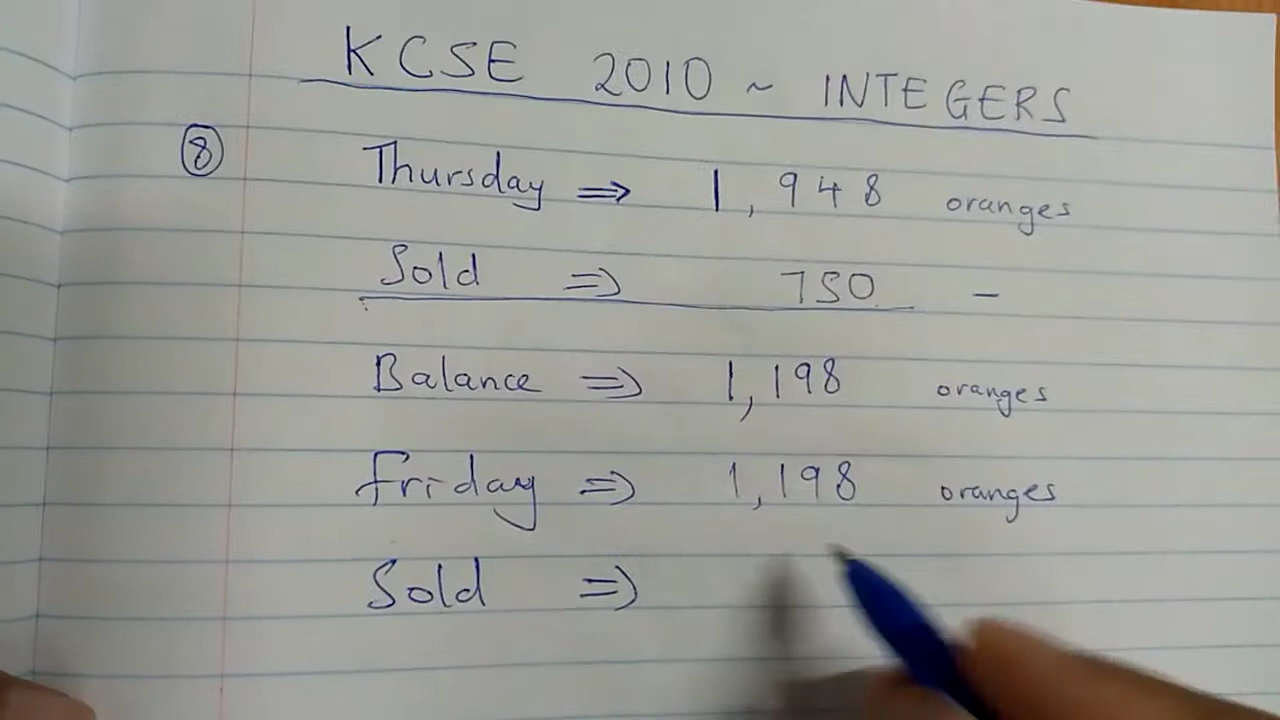 KCSE 2010 ~ INTEGERS
8 Thursday ⇒ 1,948 oranges
Sold ⇒ 750 -
Balance ⇒ 1,198 oranges
Friday ⇒ 1,198 oranges
Sold ⇒